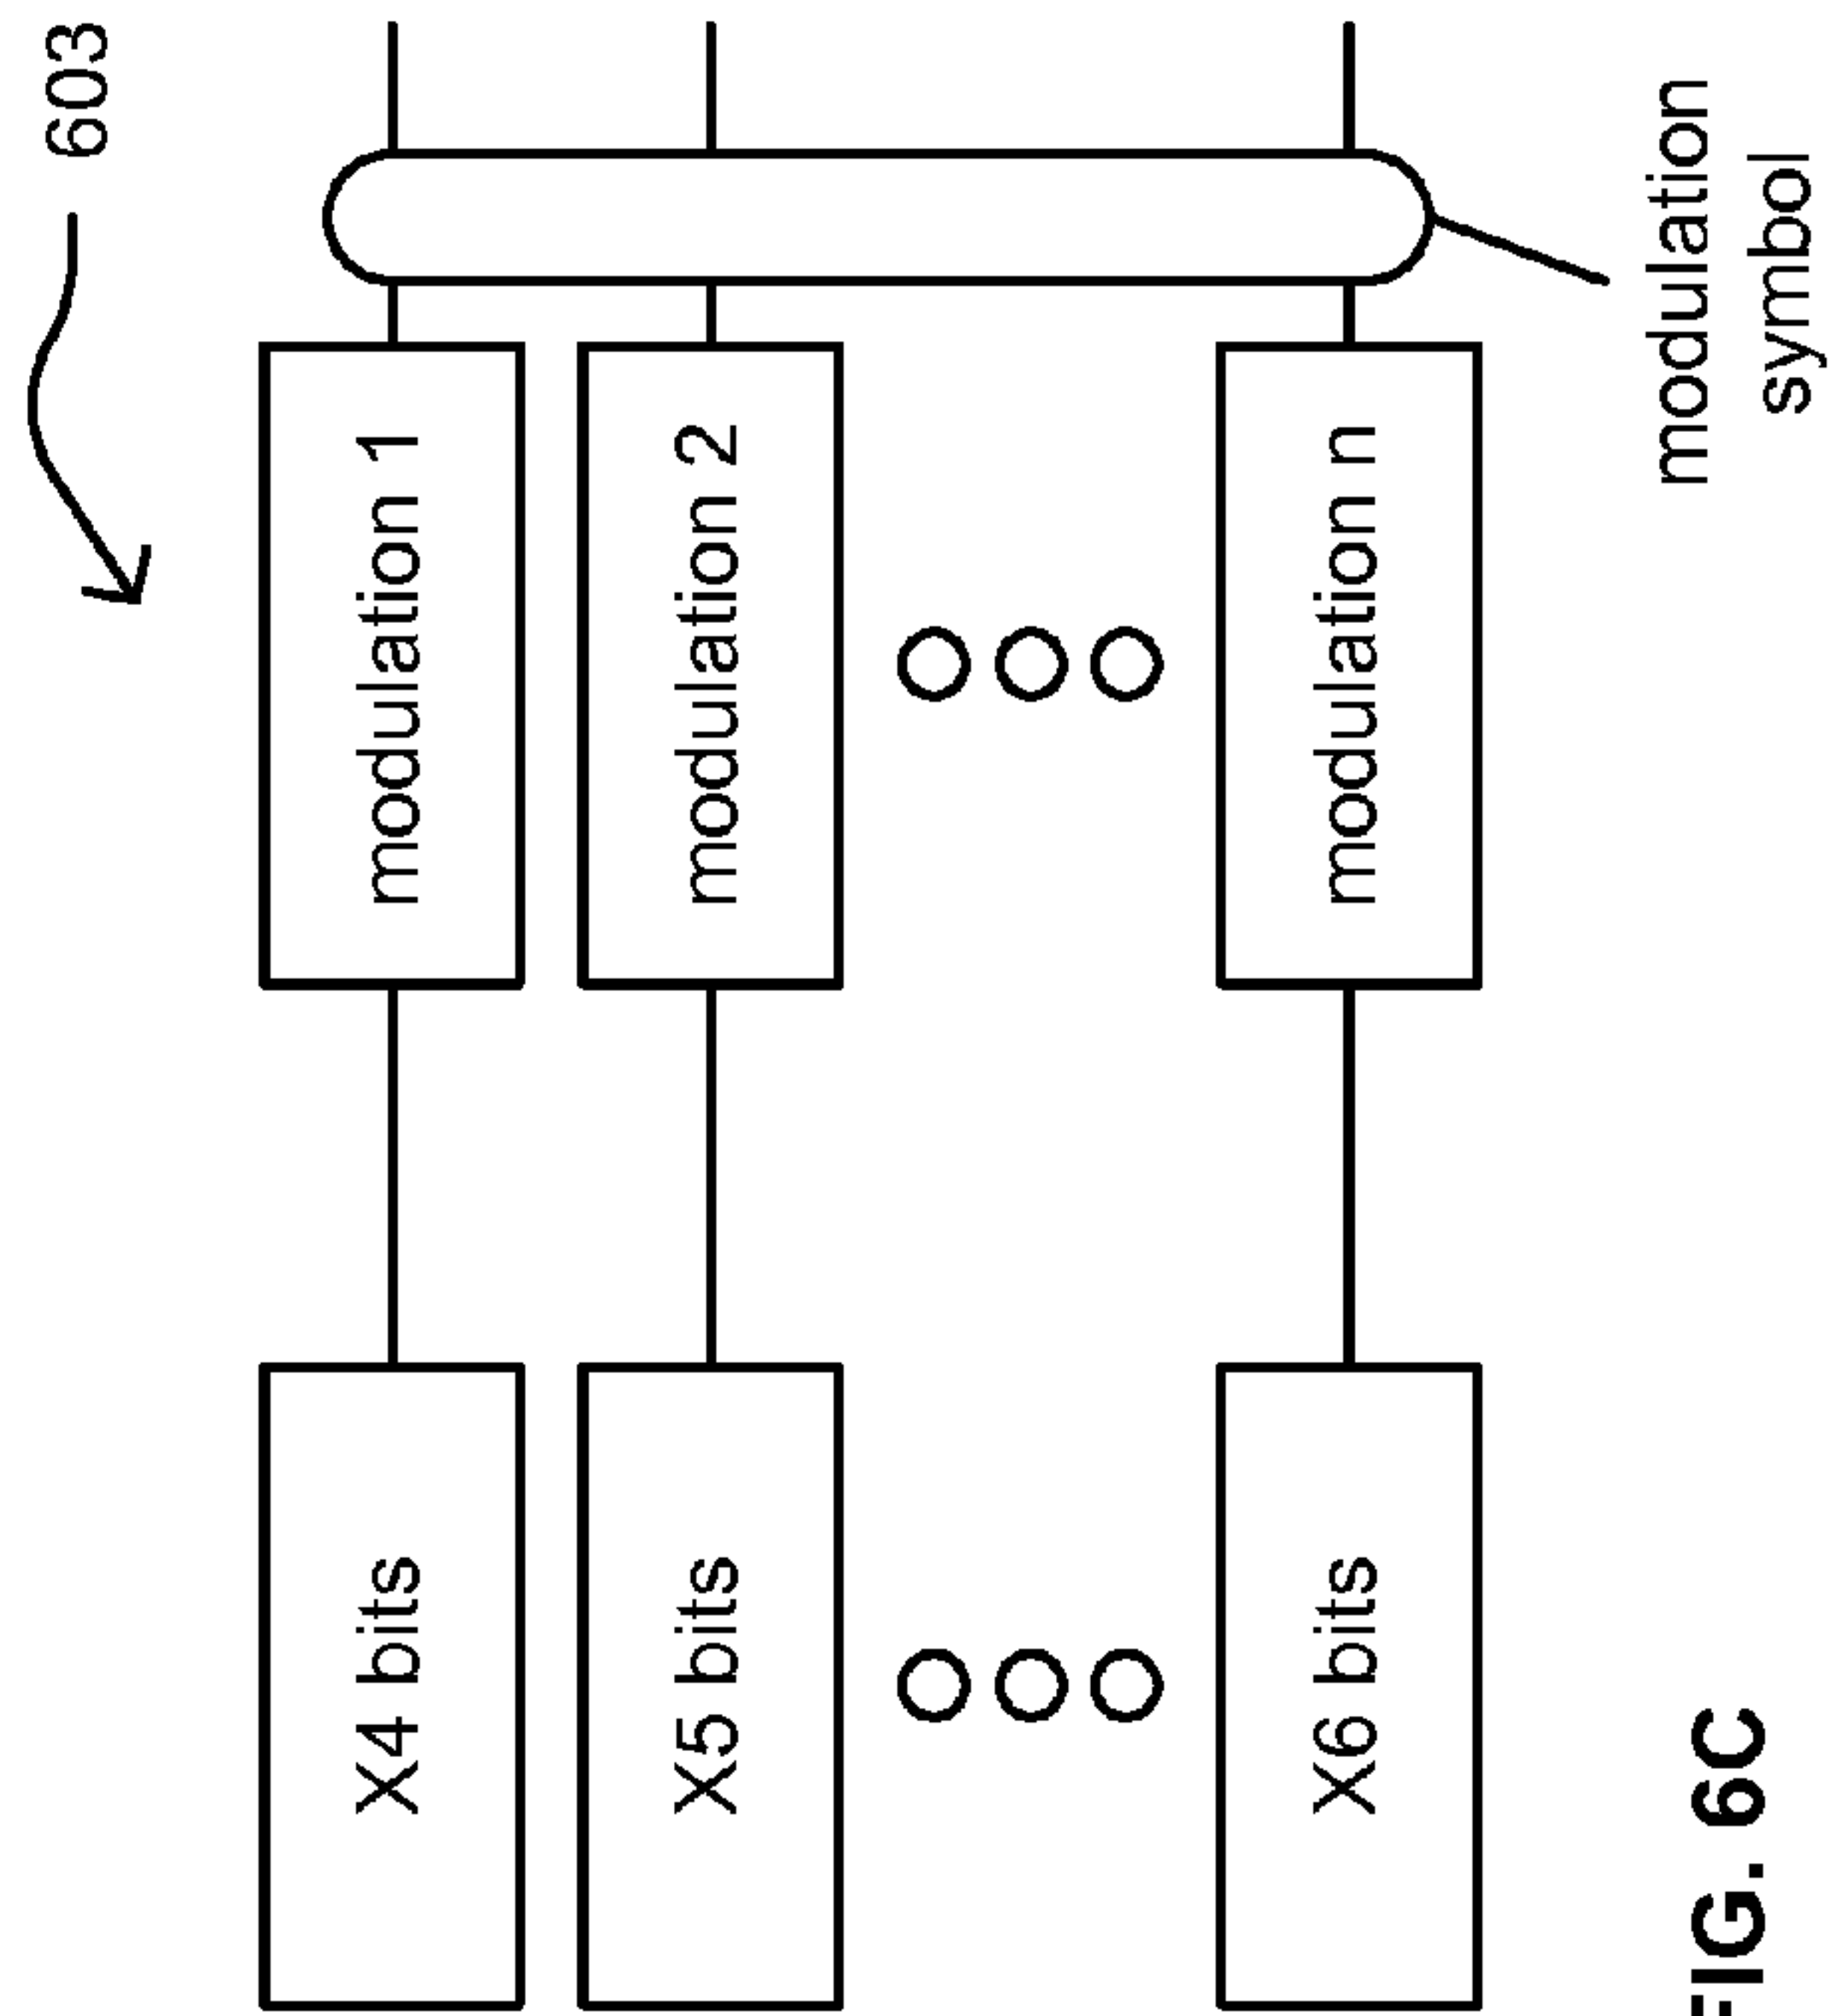 603
X4 bits
modulation 1
X5 bits
modulation 2
X6 bits
modulation n
modulation
symbol
FIG. 6C